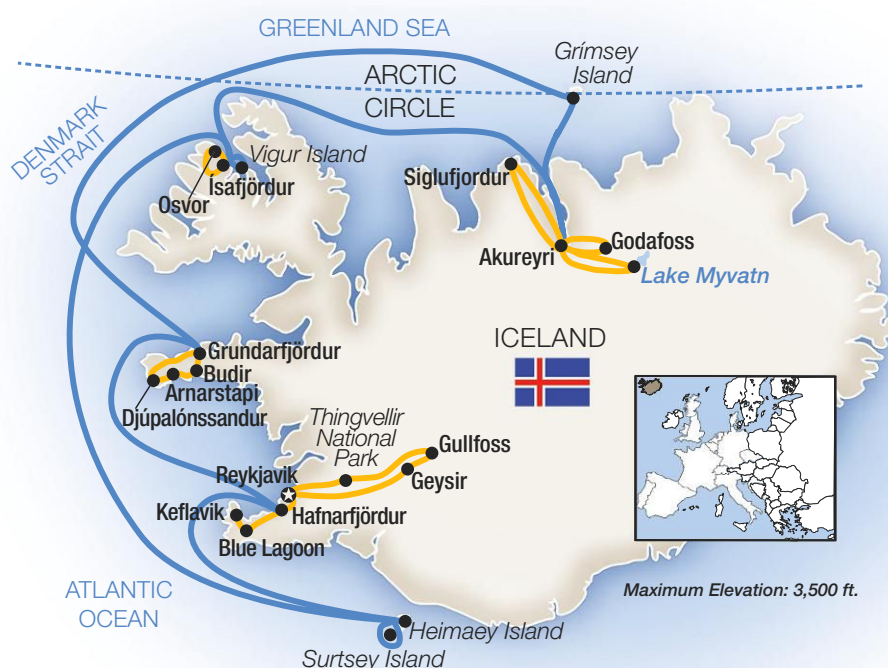 GREENLAND SEA
Grímsey
Island
ARCTIC
CIRCLE
DENMARK
STRAIT
Vigur Island
Ísafjördur
Osvor
Siglufjordur
Akureyri
Godafoss
Lake Myvatn
ICELAND
Grundarfjördur
Budir
Arnarstapi
Djúpalónssandur
Thingvellir
National
Park
Gullfoss
Geysir
Reykjavik
Keflavik
Hafnarfjördur
Blue Lagoon
ATLANTIC
OCEAN
Maximum Elevation: 3,500 ft.
Heimaey Island
Surtsey Island